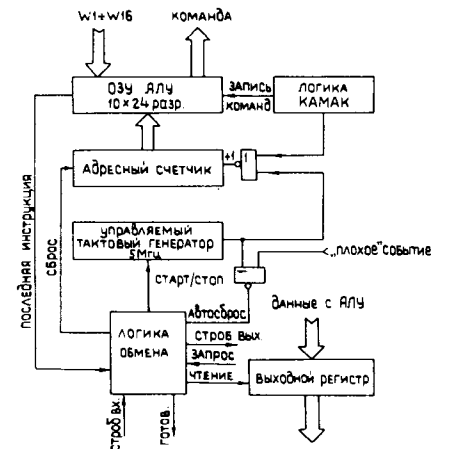 W1÷W16
КОМАНДА
ОЗУ ЯЛУ
10×24 разр.
ЗАПИСЬ
КОМАНД
ЛОГИКА
КАМАК
АДРЕСНЫЙ СЧЕТЧИК
+1
1
УПРАВЛЯЕМЫЙ
ТАКТОВЫЙ ГЕНЕРАТОР
5МГц
„ПЛОХОЕ" СОБЫТИЕ
ПОСЛЕДНЯЯ ИНСТРУКЦИЯ
СБРОС
СТАРТ/СТОП
АВТОСБРОС
ДАННЫЕ С ЯЛУ
ЛОГИКА
ОБМЕНА
СТРОБ ВЫХ.
ЗАПРОС
ЧТЕНИЕ
ВЫХОДНОЙ РЕГИСТР
СТРОБ ВХ.
ГОТОВ.